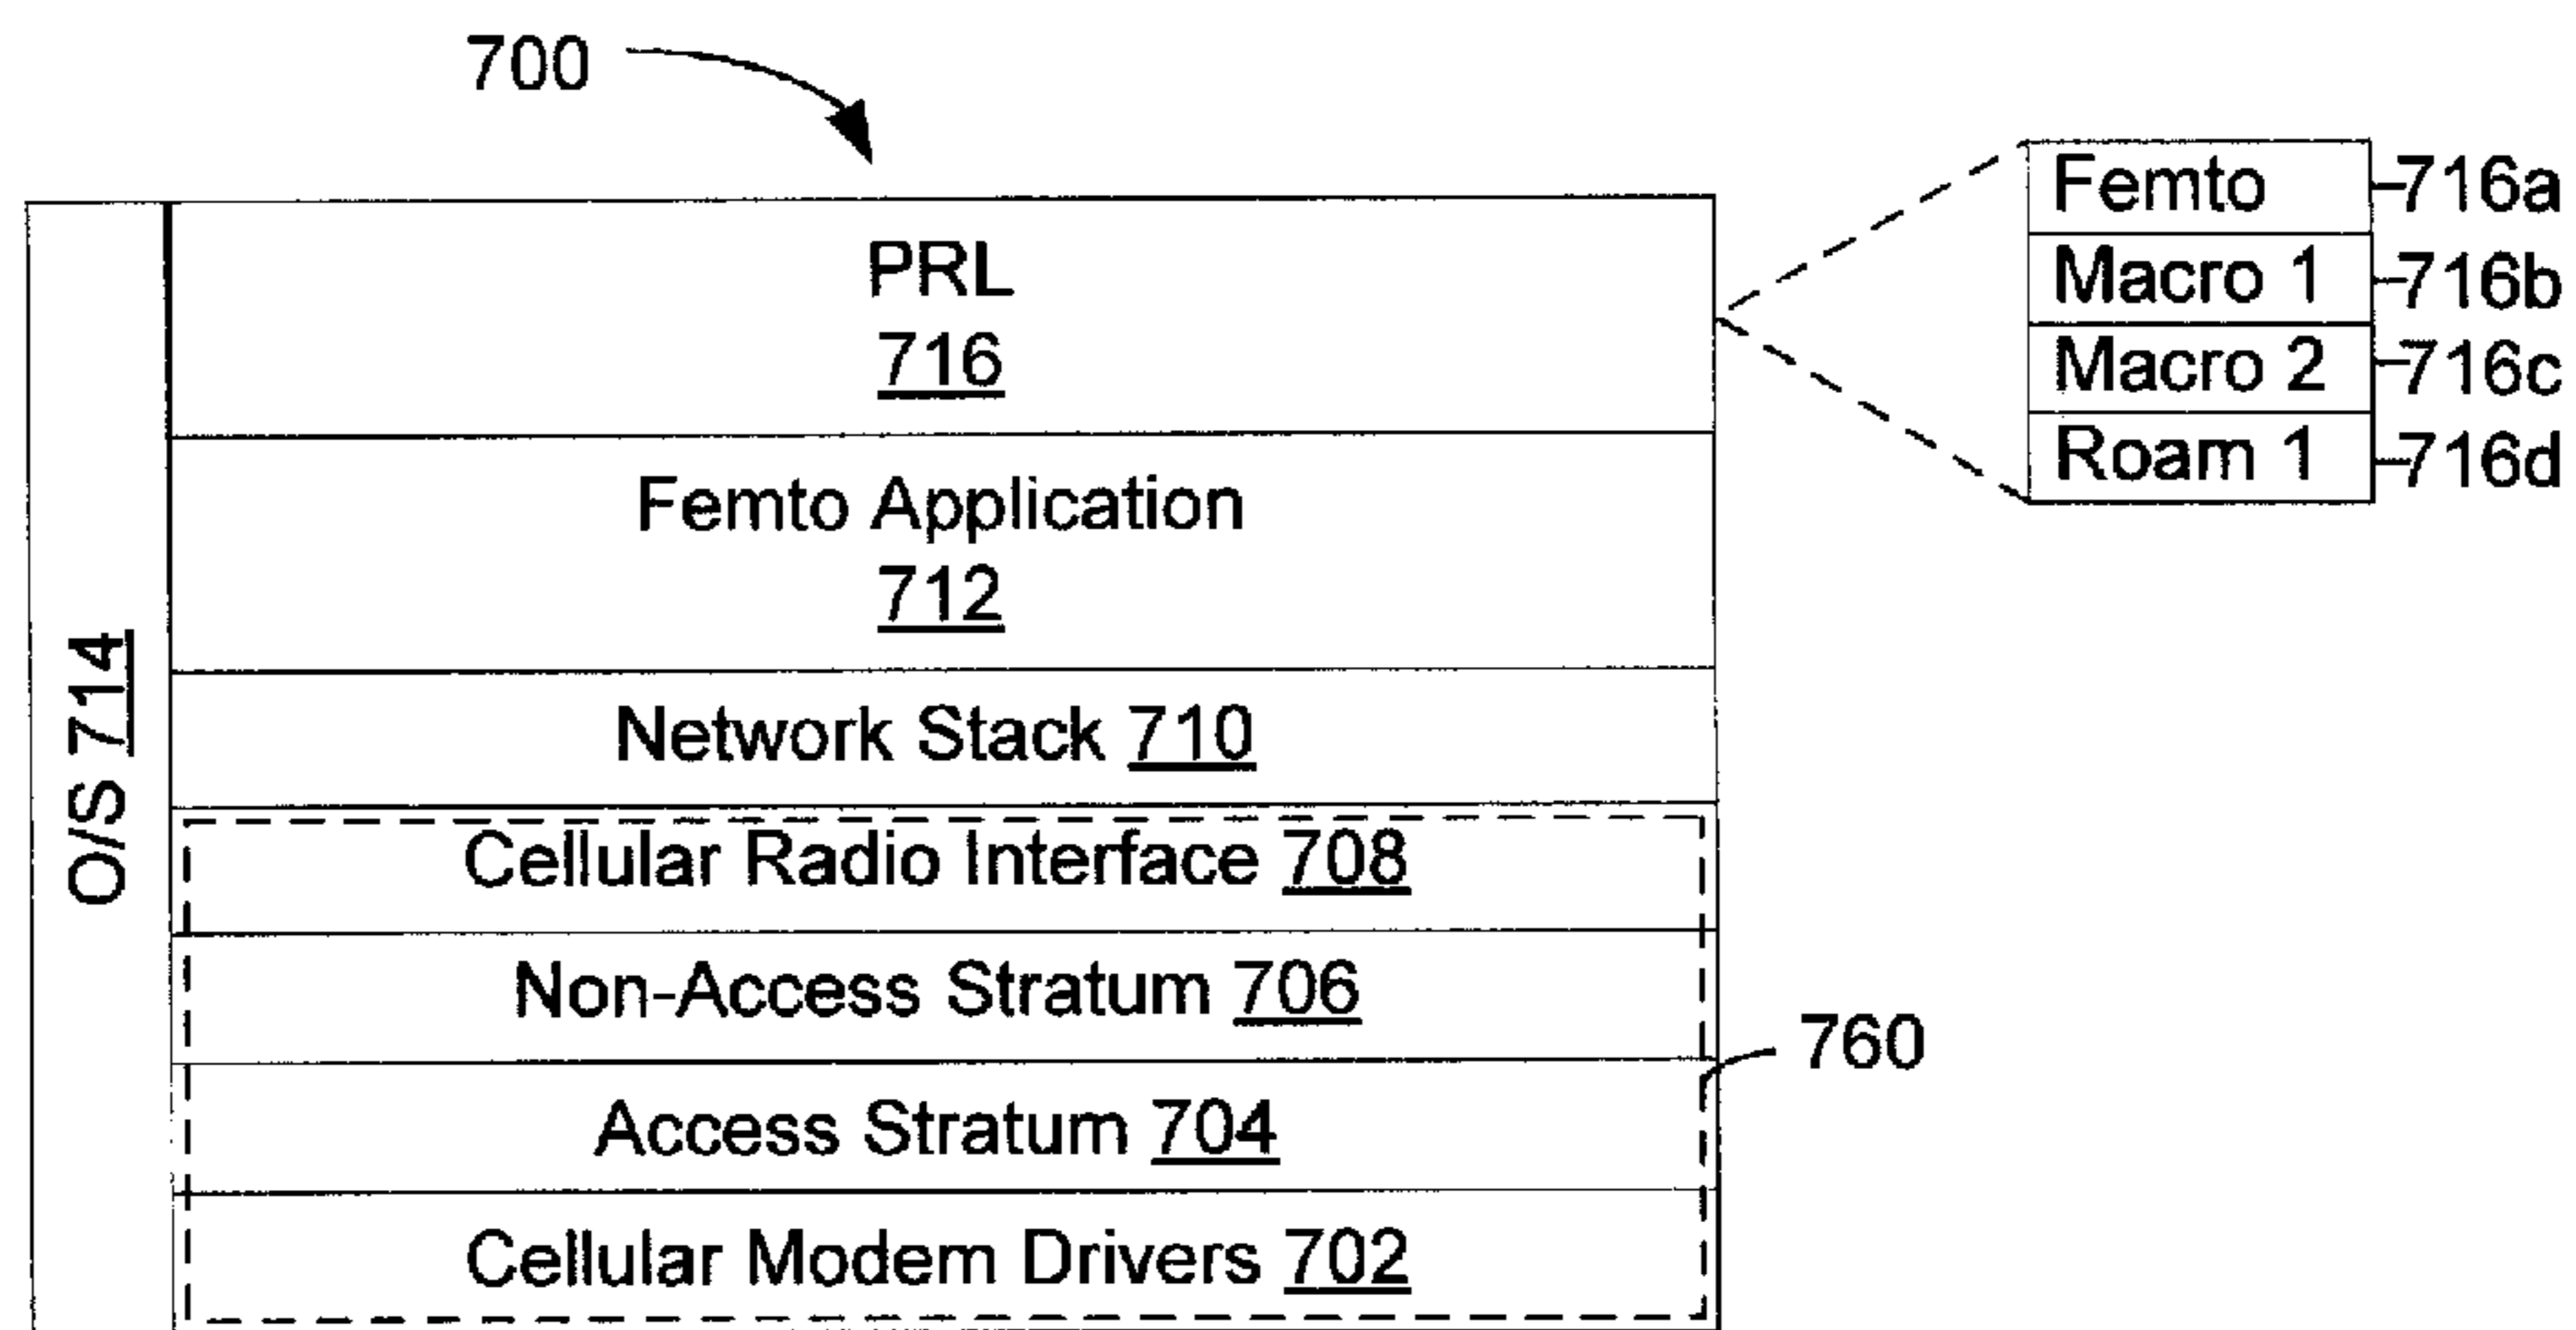 700
Femto 716a
Macro 1 716b
Macro 2 716c
Roam 1 716d
PRL
716
Femto Application
712
O/S 714
Network Stack 710
Cellular Radio Interface 708
Non-Access Stratum 706
760
Access Stratum 704
Cellular Modem Drivers 702